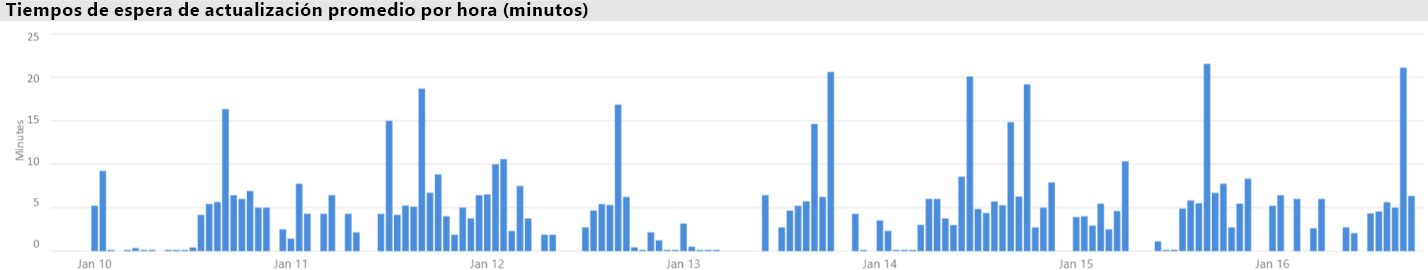 Tiempos de espera de actualización promedio por hora (minutos)
25
20
15
10
5
0
Minutes
Jan 10 Jan 11 Jan 12 Jan 13 Jan 14 Jan 15 Jan 16